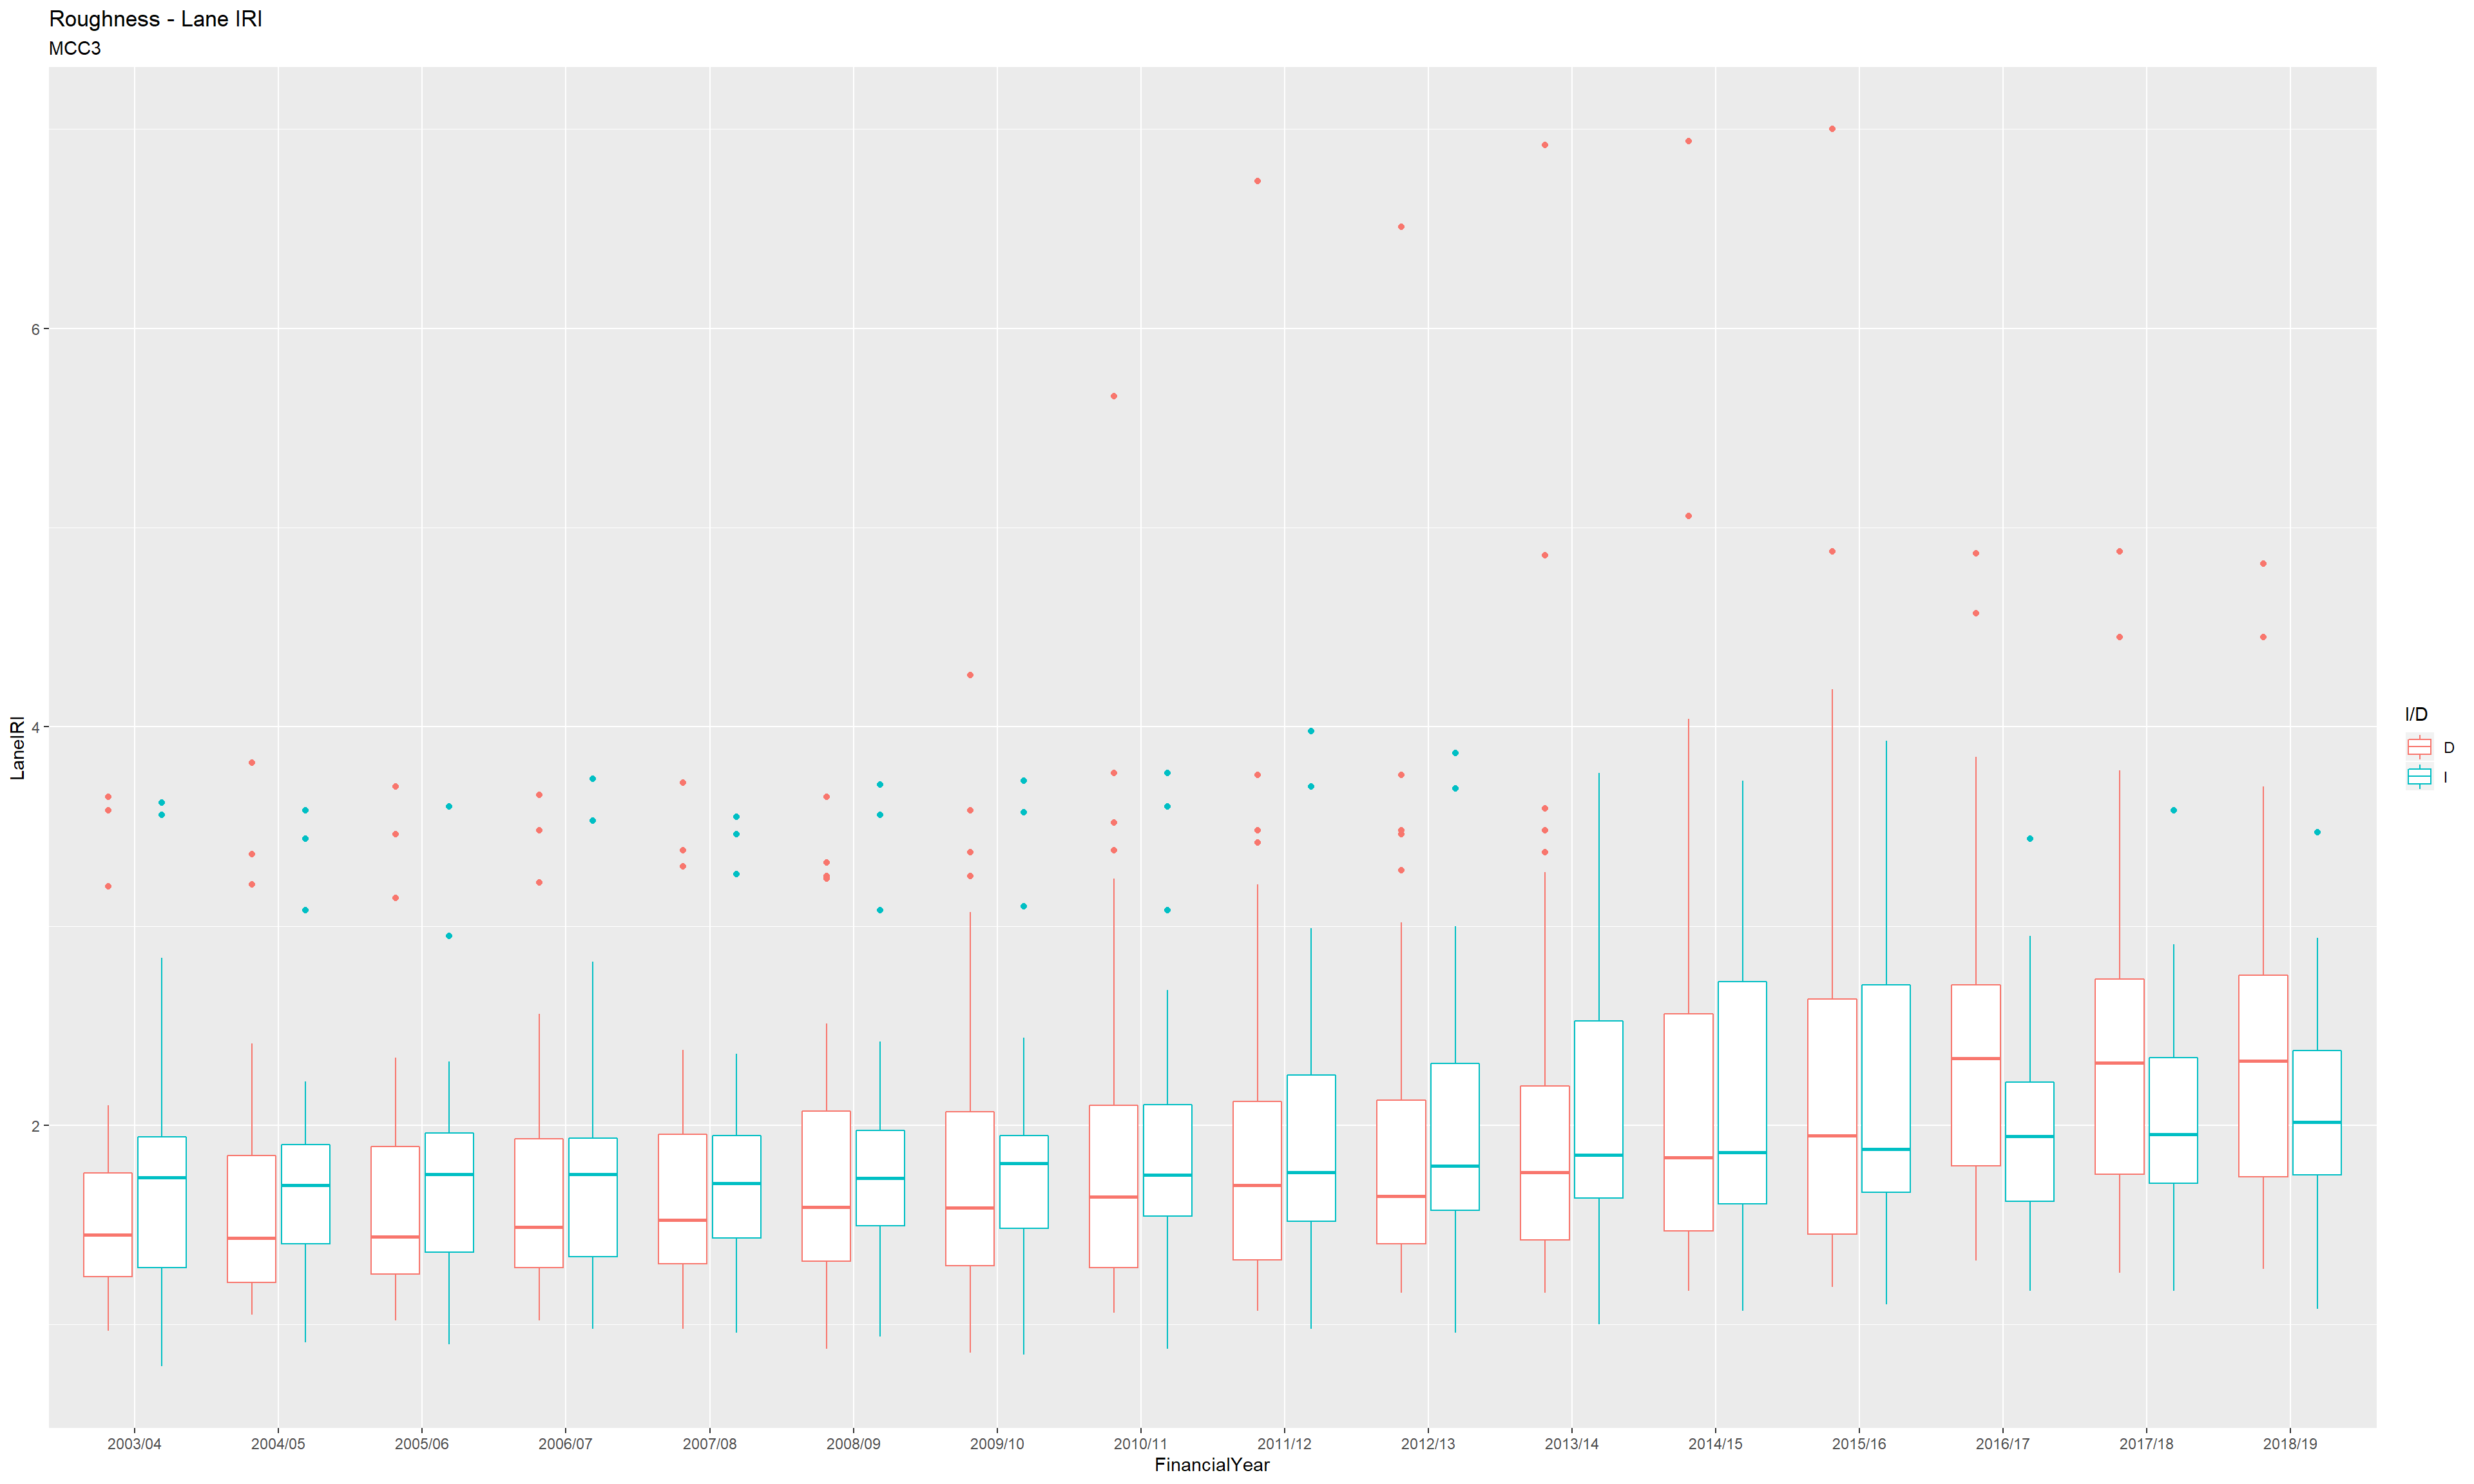 Roughness - Lane IRI
MCC3
LaneIRI
6
4
2
2003/04
2004/05
2005/06
2006/07
2007/08
2008/09
2009/10
2010/11
2011/12
2012/13
2013/14
2014/15
2015/16
2016/17
2017/18
2018/19
FinancialYear
I/D
D
I